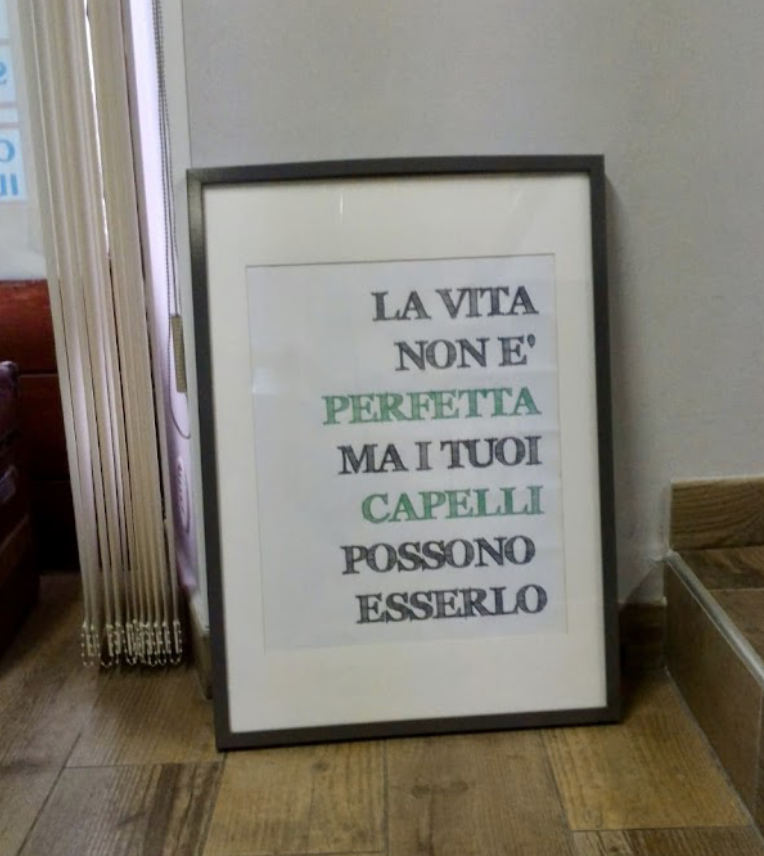 LA VITA
NON E'
PERFETTA
MA I TUOI
CAPELLI
POSSONO
ESSERLO